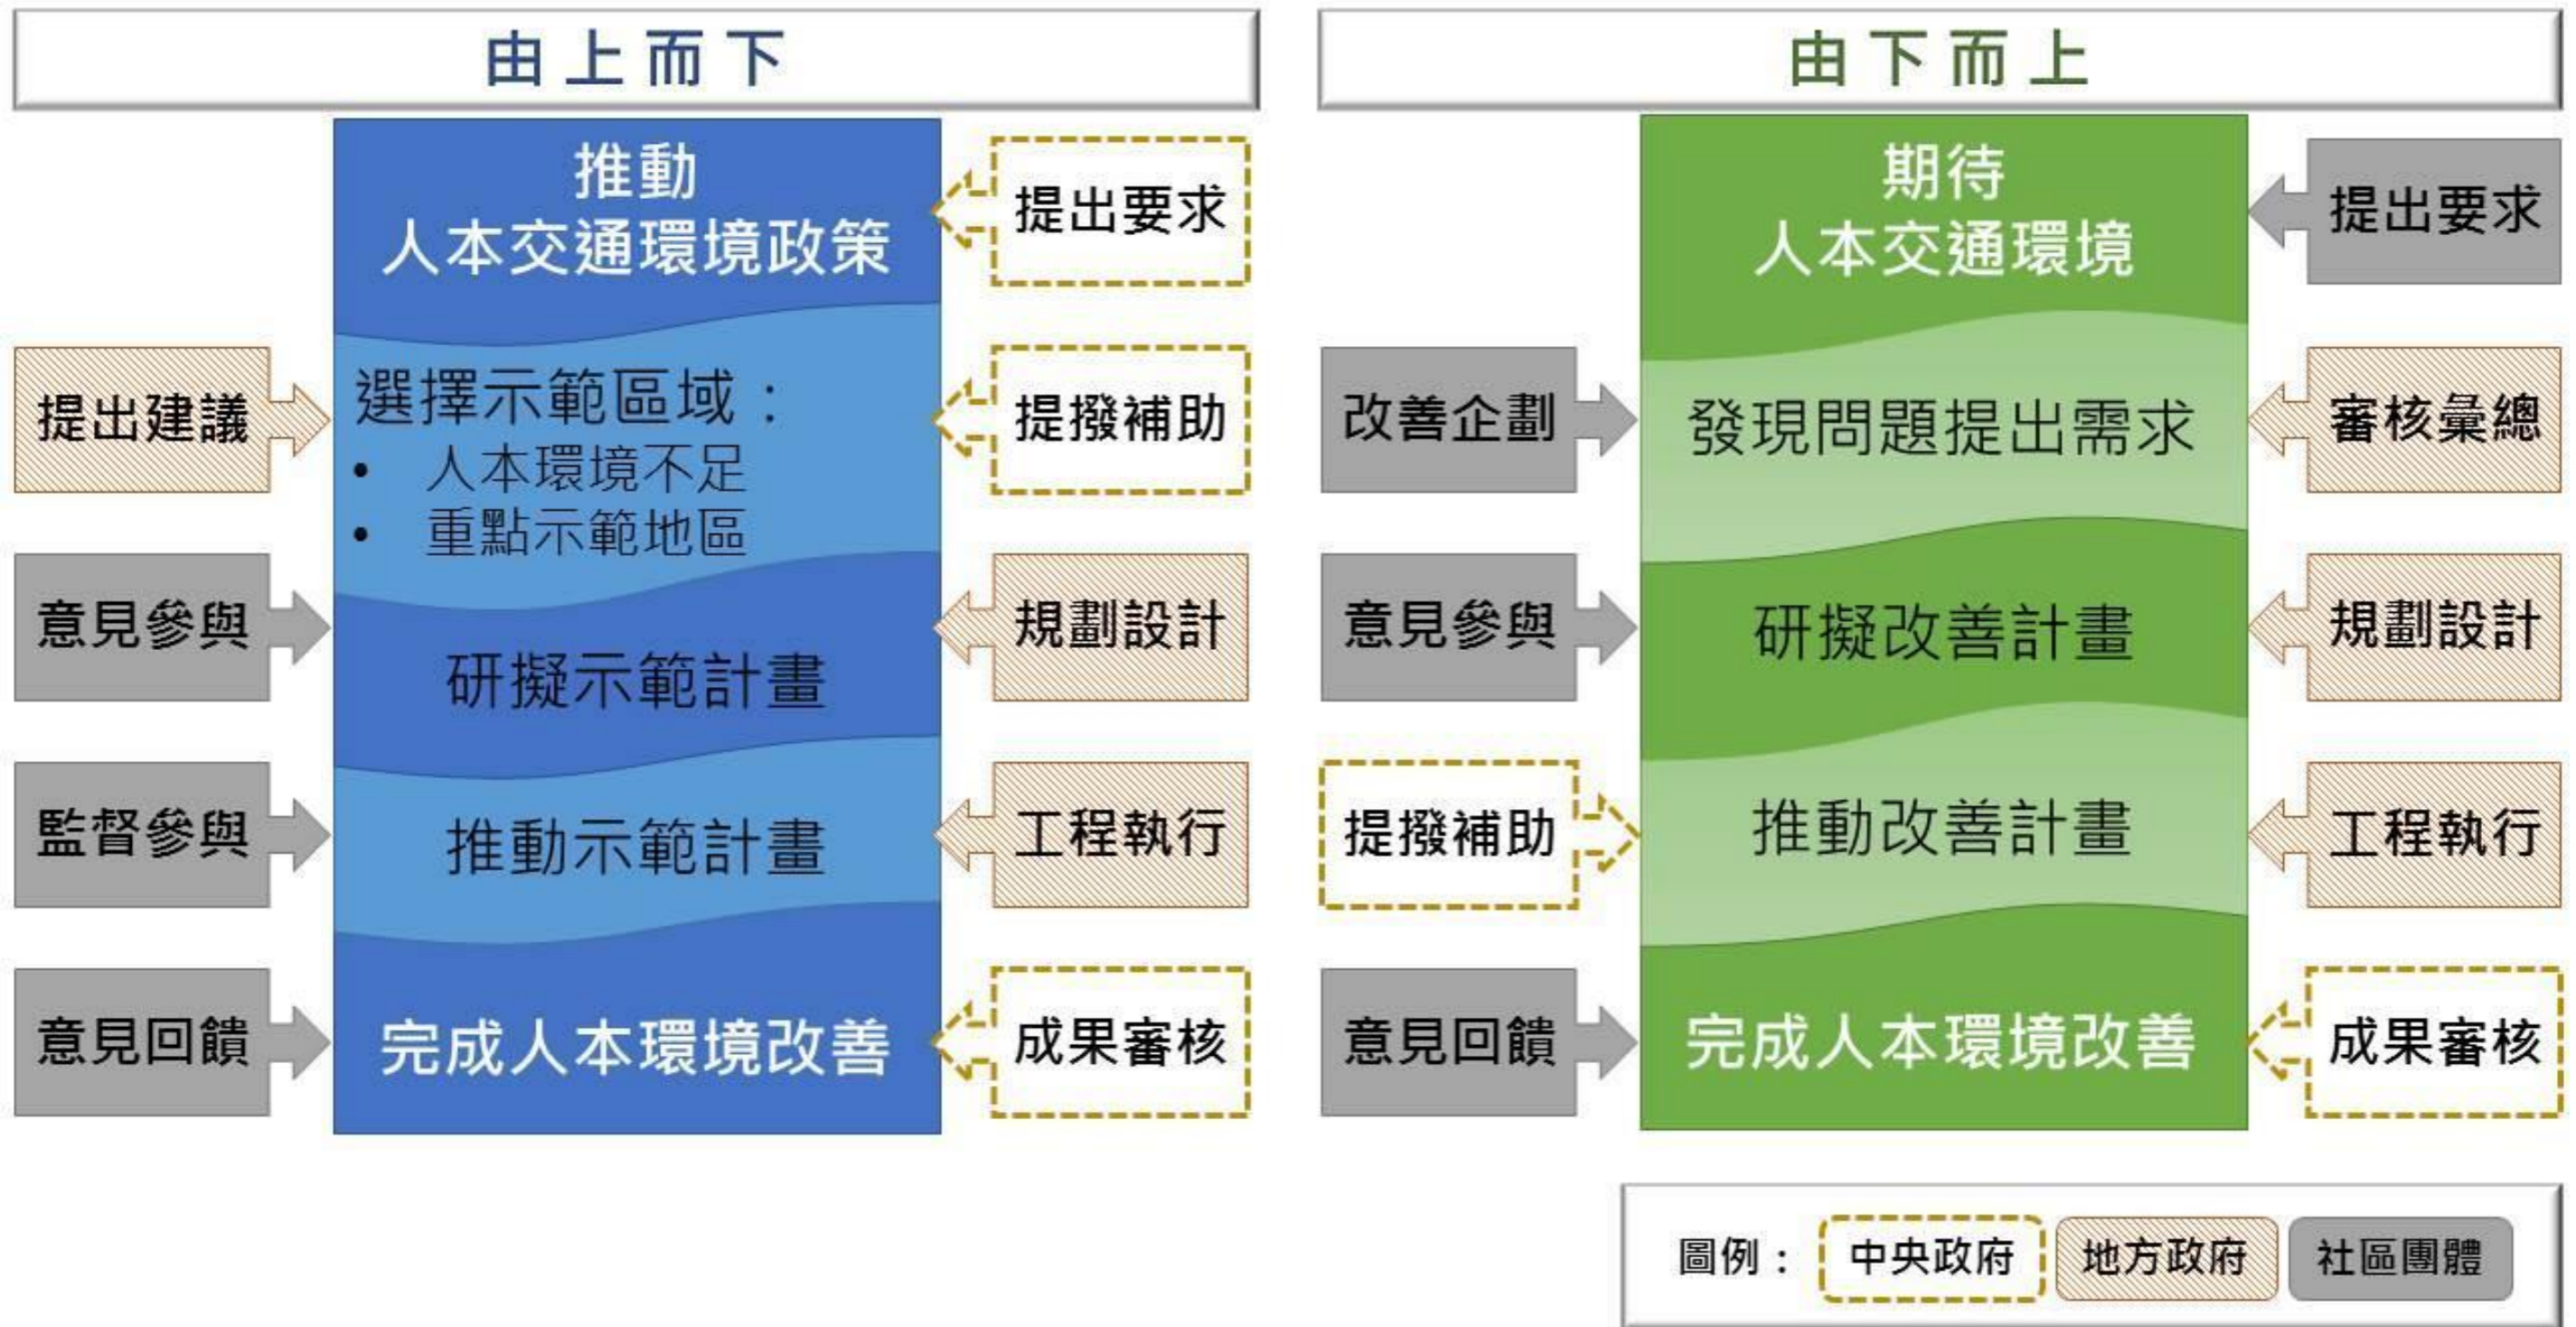 由上而下
推動
人本交通環境政策
提出要求
提出建議
選擇示範區域：
• 人本環境不足
• 重點示範地區
提撥補助
意見參與
研擬示範計畫
規劃設計
監督參與
推動示範計畫
工程執行
意見回饋
完成人本環境改善
成果審核
由下而上
期待
人本交通環境
提出要求
改善企劃
發現問題提出需求
審核彙總
意見參與
研擬改善計畫
規劃設計
提撥補助
推動改善計畫
工程執行
意見回饋
完成人本環境改善
成果審核
圖例： 中央政府 地方政府 社區團體